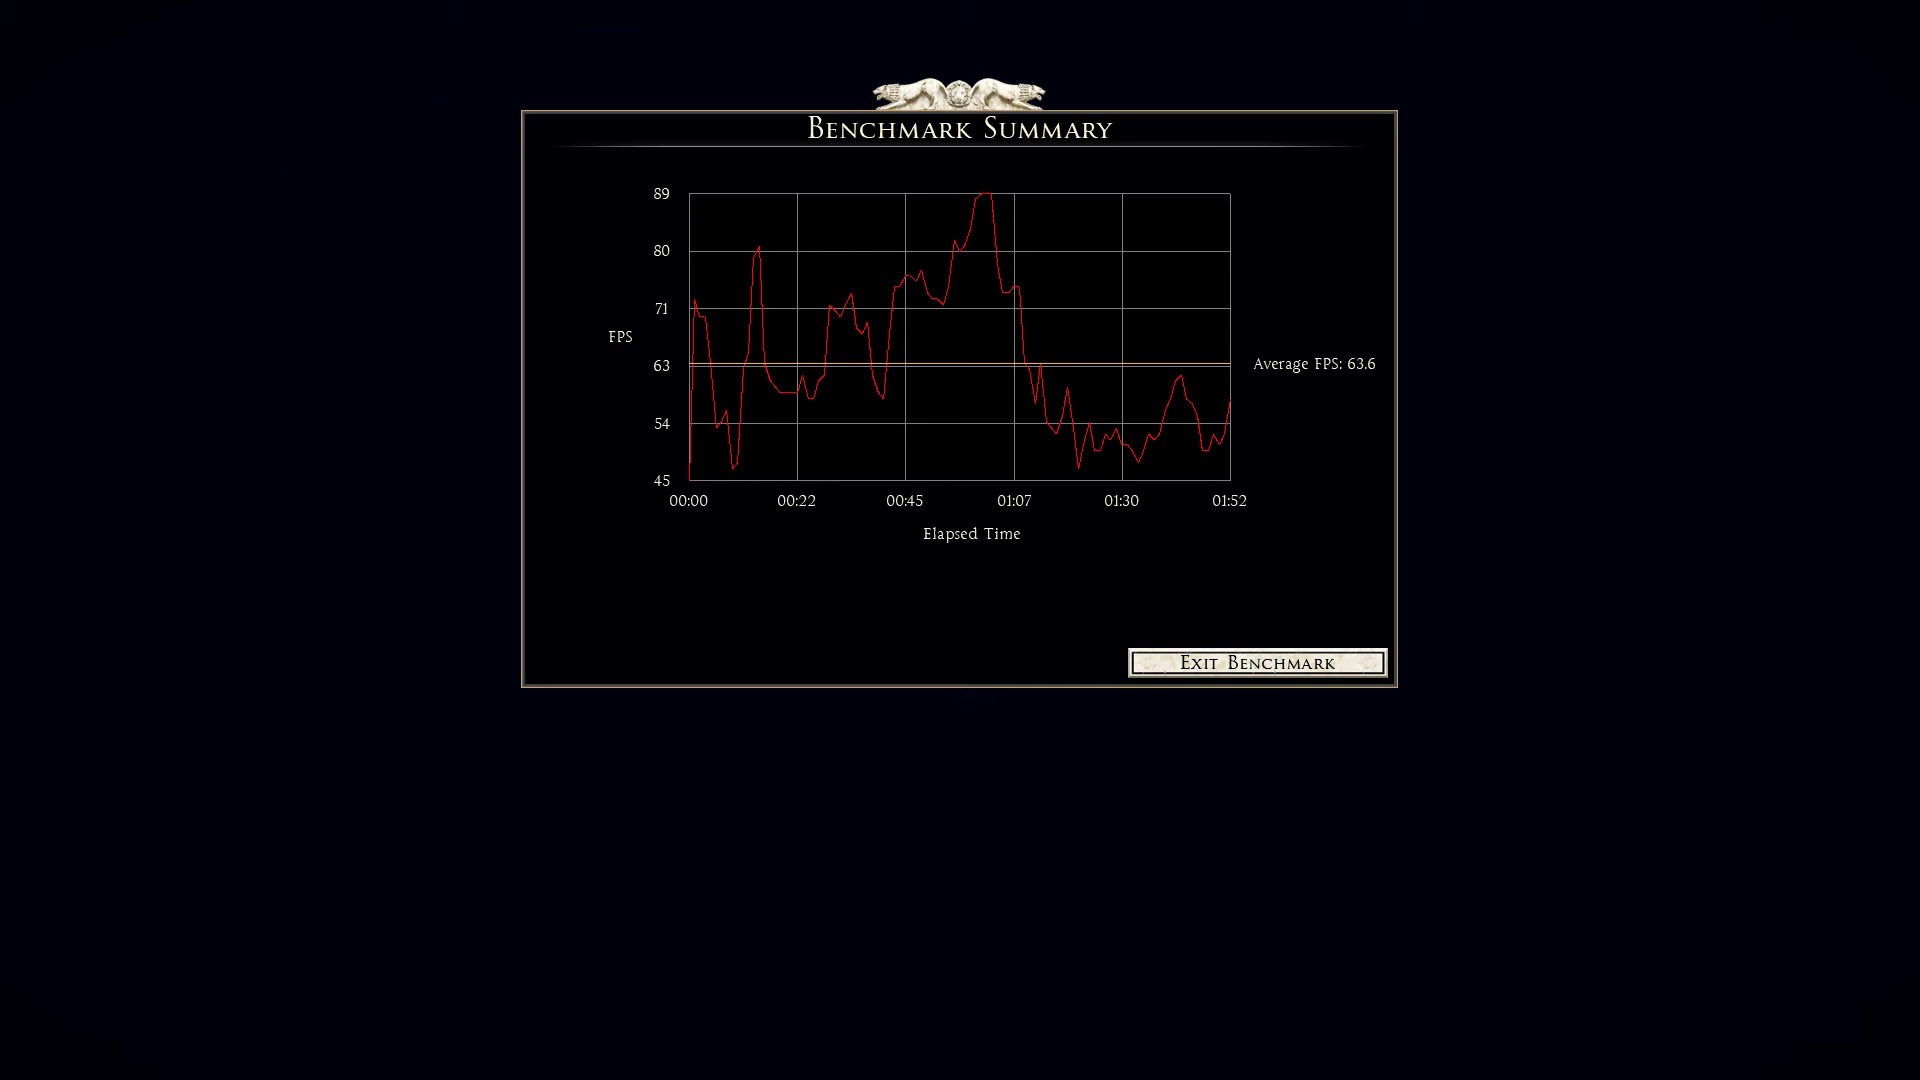 Benchmark Summary
89
80
71
FPS
63
Average FPS: 63.6
54
45
00:00 00:22 00:45 01:07 01:30 01:52
Elapsed Time
Exit Benchmark